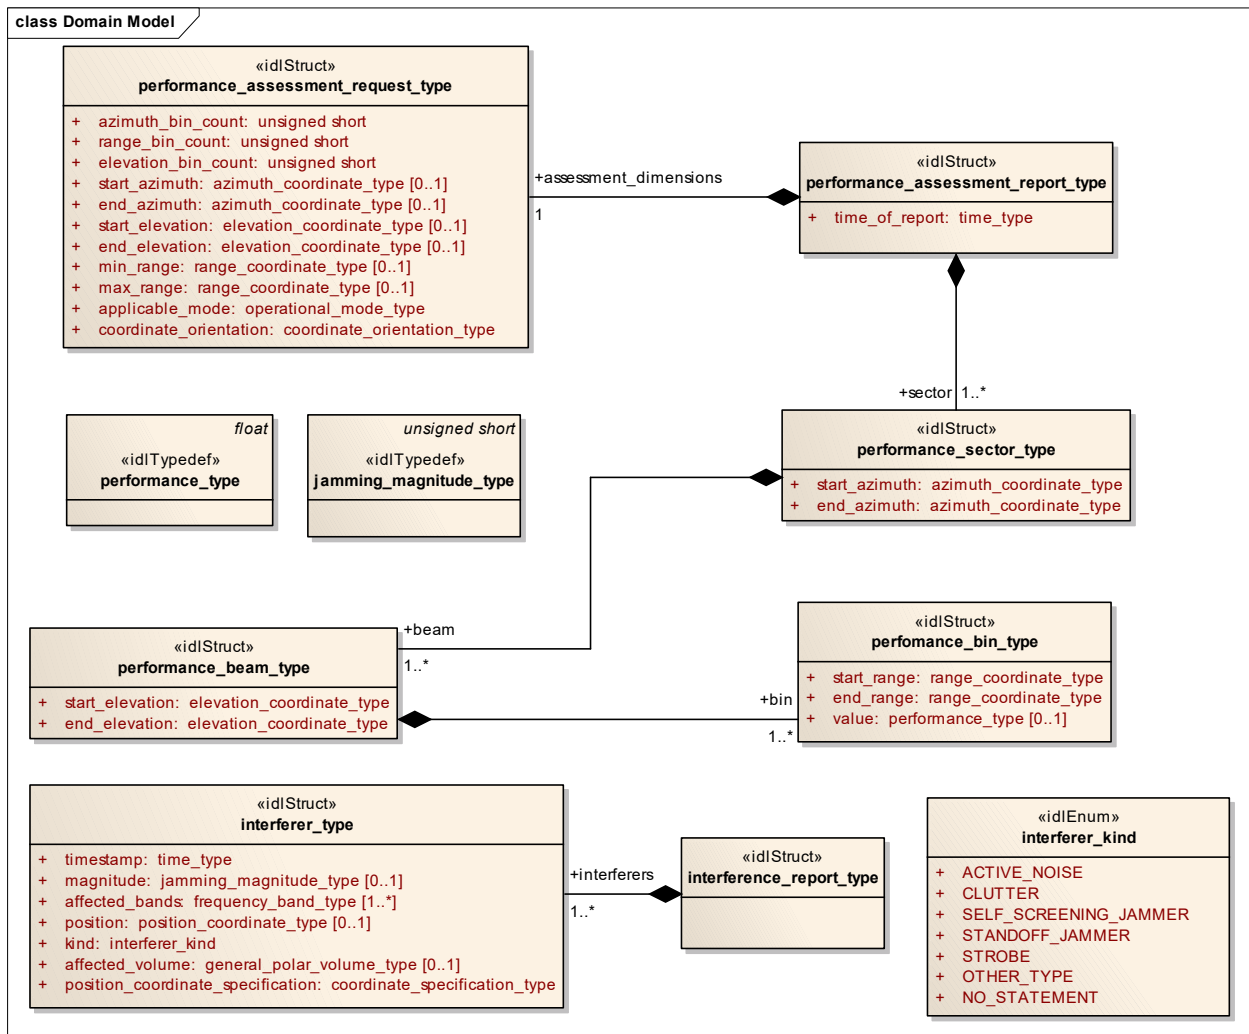 class Domain Model
«idlStruct»
performance_assessment_request_type
+ azimuth_bin_count: unsigned short
+ range_bin_count: unsigned short
+ elevation_bin_count: unsigned short
+ start_azimuth: azimuth_coordinate_type [0..1]
+ end_azimuth: azimuth_coordinate_type [0..1]
+ start_elevation: elevation_coordinate_type [0..1]
+ end_elevation: elevation_coordinate_type [0..1]
+ min_range: range_coordinate_type [0..1]
+ max_range: range_coordinate_type [0..1]
+ applicable_mode: operational_mode_type
+ coordinate_orientation: coordinate_orientation_type
+assessment_dimensions
1
«idlStruct»
performance_assessment_report_type
+ time_of_report: time_type
+sector 1..*
float
«idlTypedef»
performance_type
unsigned short
«idlTypedef»
jamming_magnitude_type
«idlStruct»
performance_sector_type
+ start_azimuth: azimuth_coordinate_type
+ end_azimuth: azimuth_coordinate_type
«idlStruct»
performance_beam_type
+ start_elevation: elevation_coordinate_type
+ end_elevation: elevation_coordinate_type
+beam
1..*
+bin
1..*
«idlStruct»
perfomance_bin_type
+ start_range: range_coordinate_type
+ end_range: range_coordinate_type
+ value: performance_type [0..1]
«idlStruct»
interferer_type
+ timestamp: time_type
+ magnitude: jamming_magnitude_type [0..1]
+ affected_bands: frequency_band_type [1..*]
+ position: position_coordinate_type [0..1]
+ kind: interferer_kind
+ affected_volume: general_polar_volume_type [0..1]
+ position_coordinate_specification: coordinate_specification_type
+interferers
1..*
«idlStruct»
interference_report_type
«idlEnum»
interferer_kind
+ ACTIVE_NOISE
+ CLUTTER
+ SELF_SCREENING_JAMMER
+ STANDOFF_JAMMER
+ STROBE
+ OTHER_TYPE
+ NO_STATEMENT